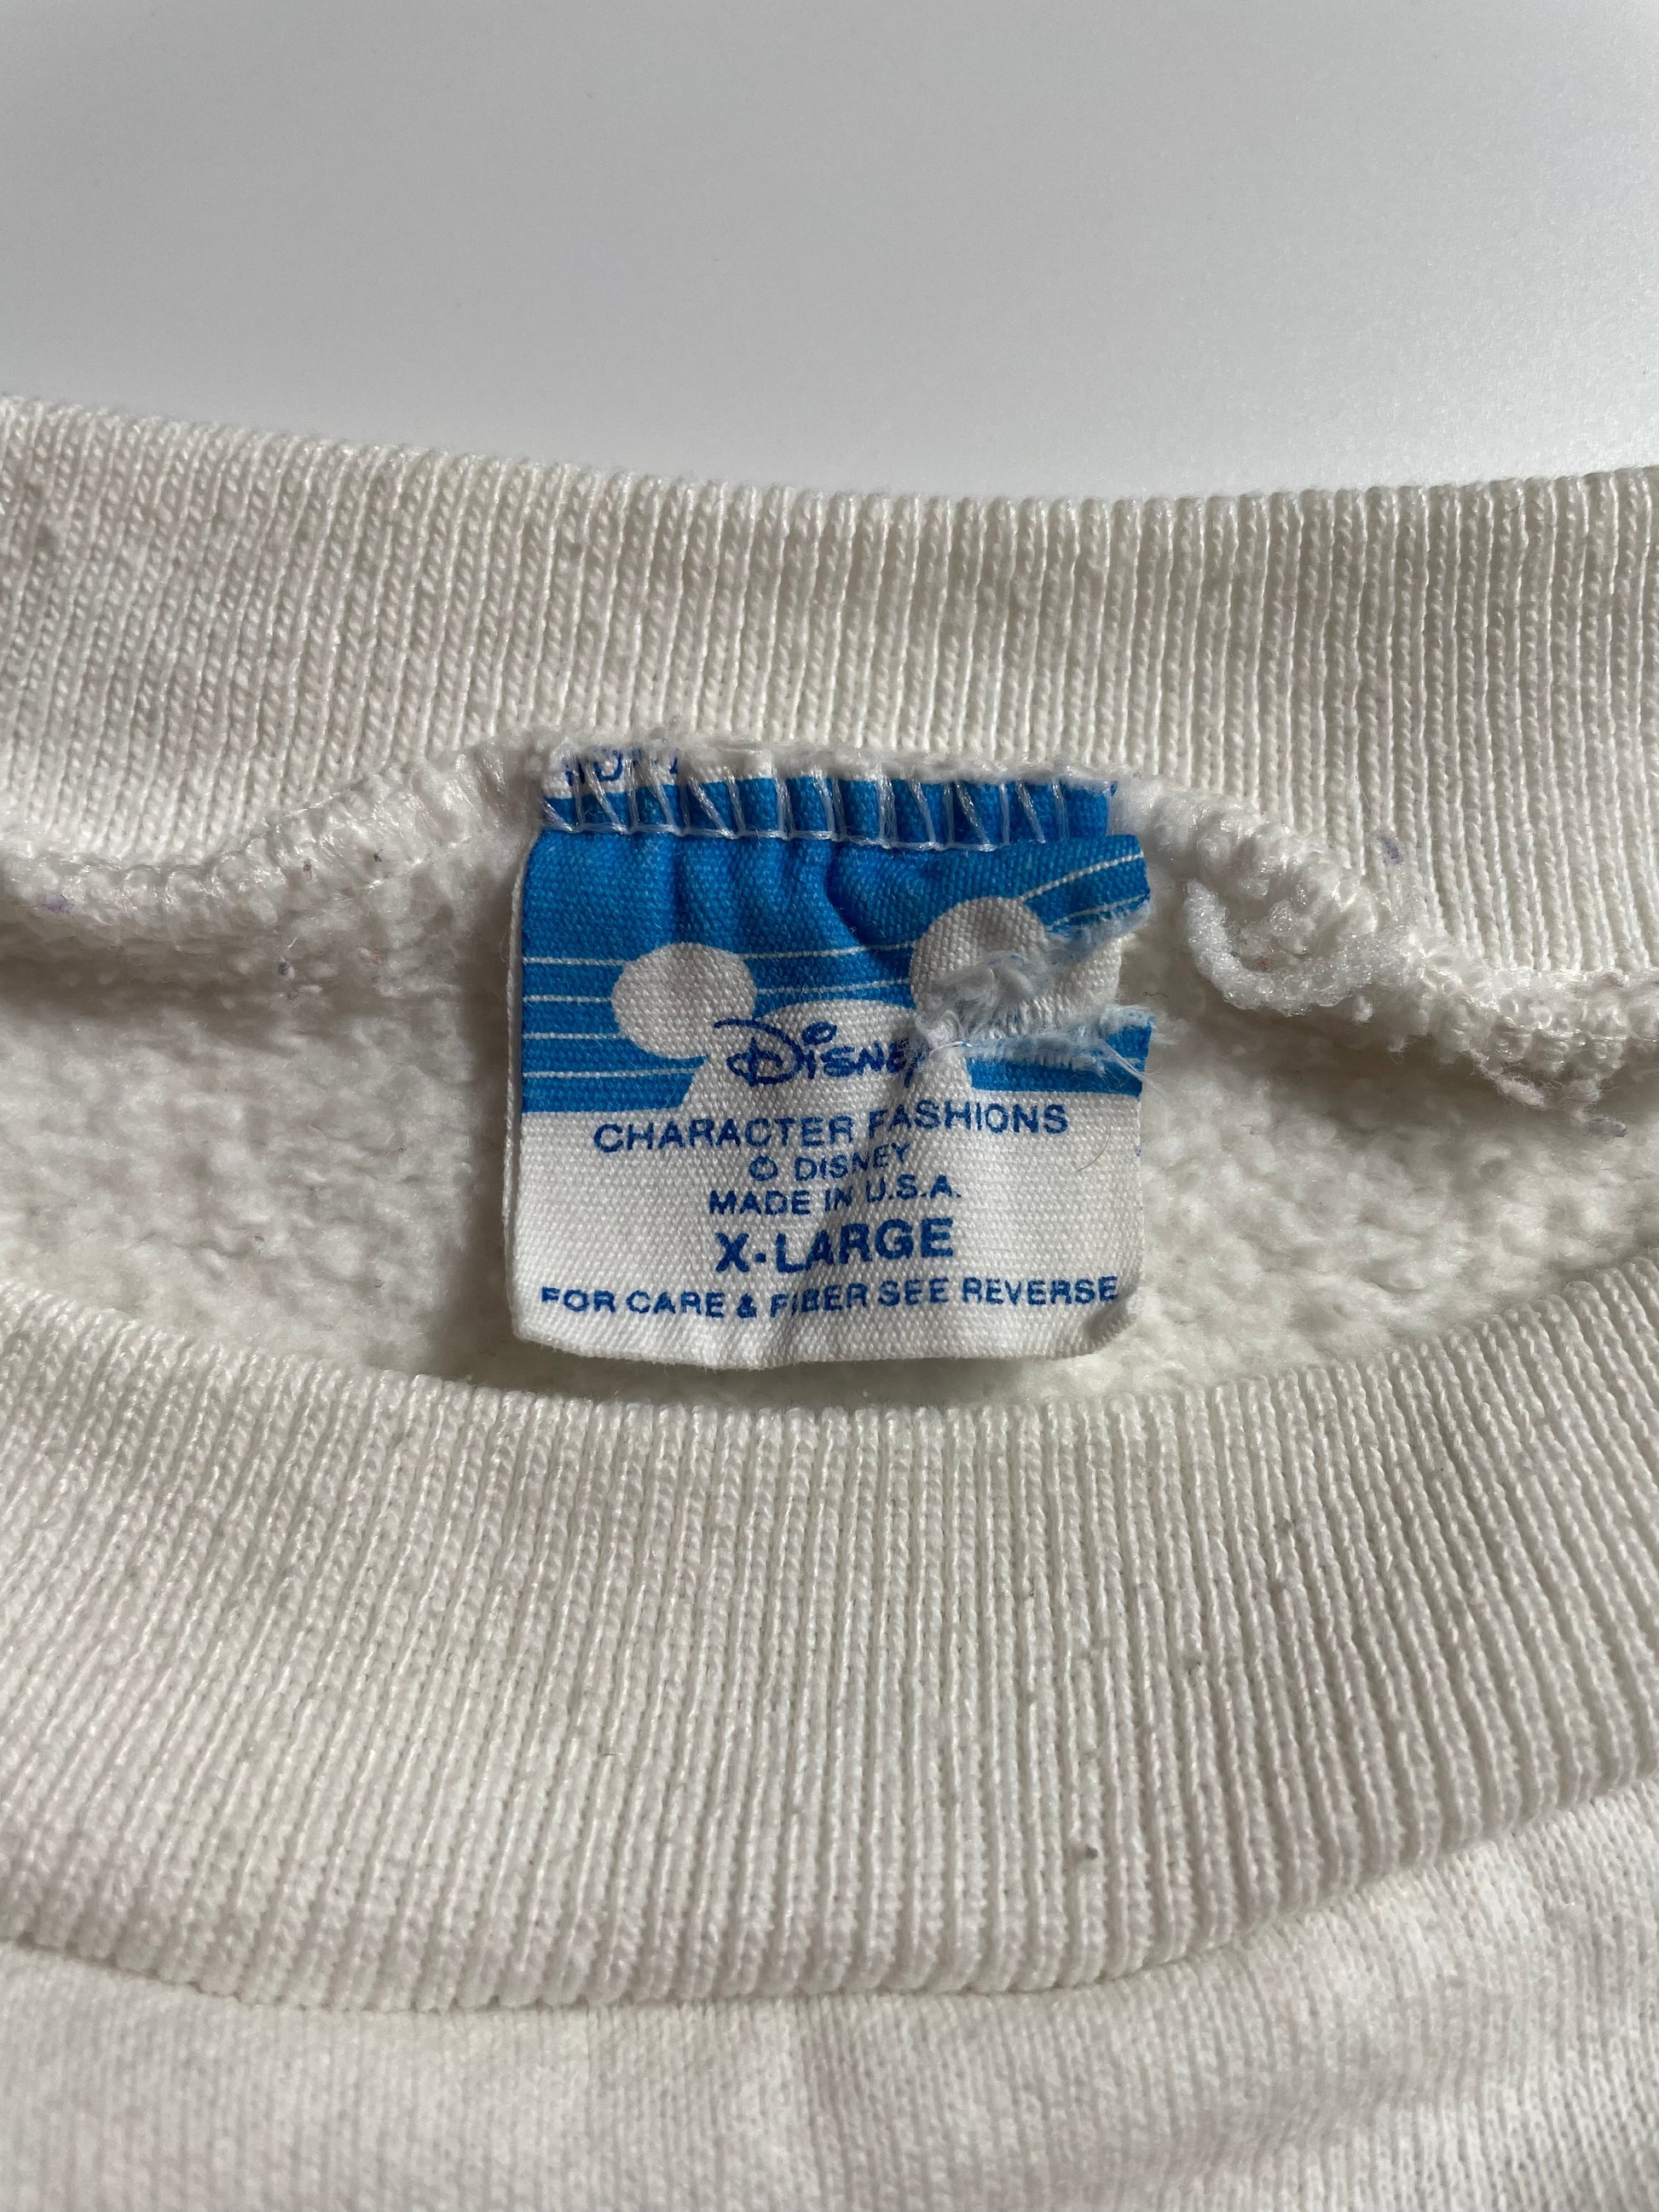 Disney
CHARACTER FASHIONS
© DISNEY
MADE IN U.S.A.
X-LARGE
FOR CARE & FIBER SEE REVERSE